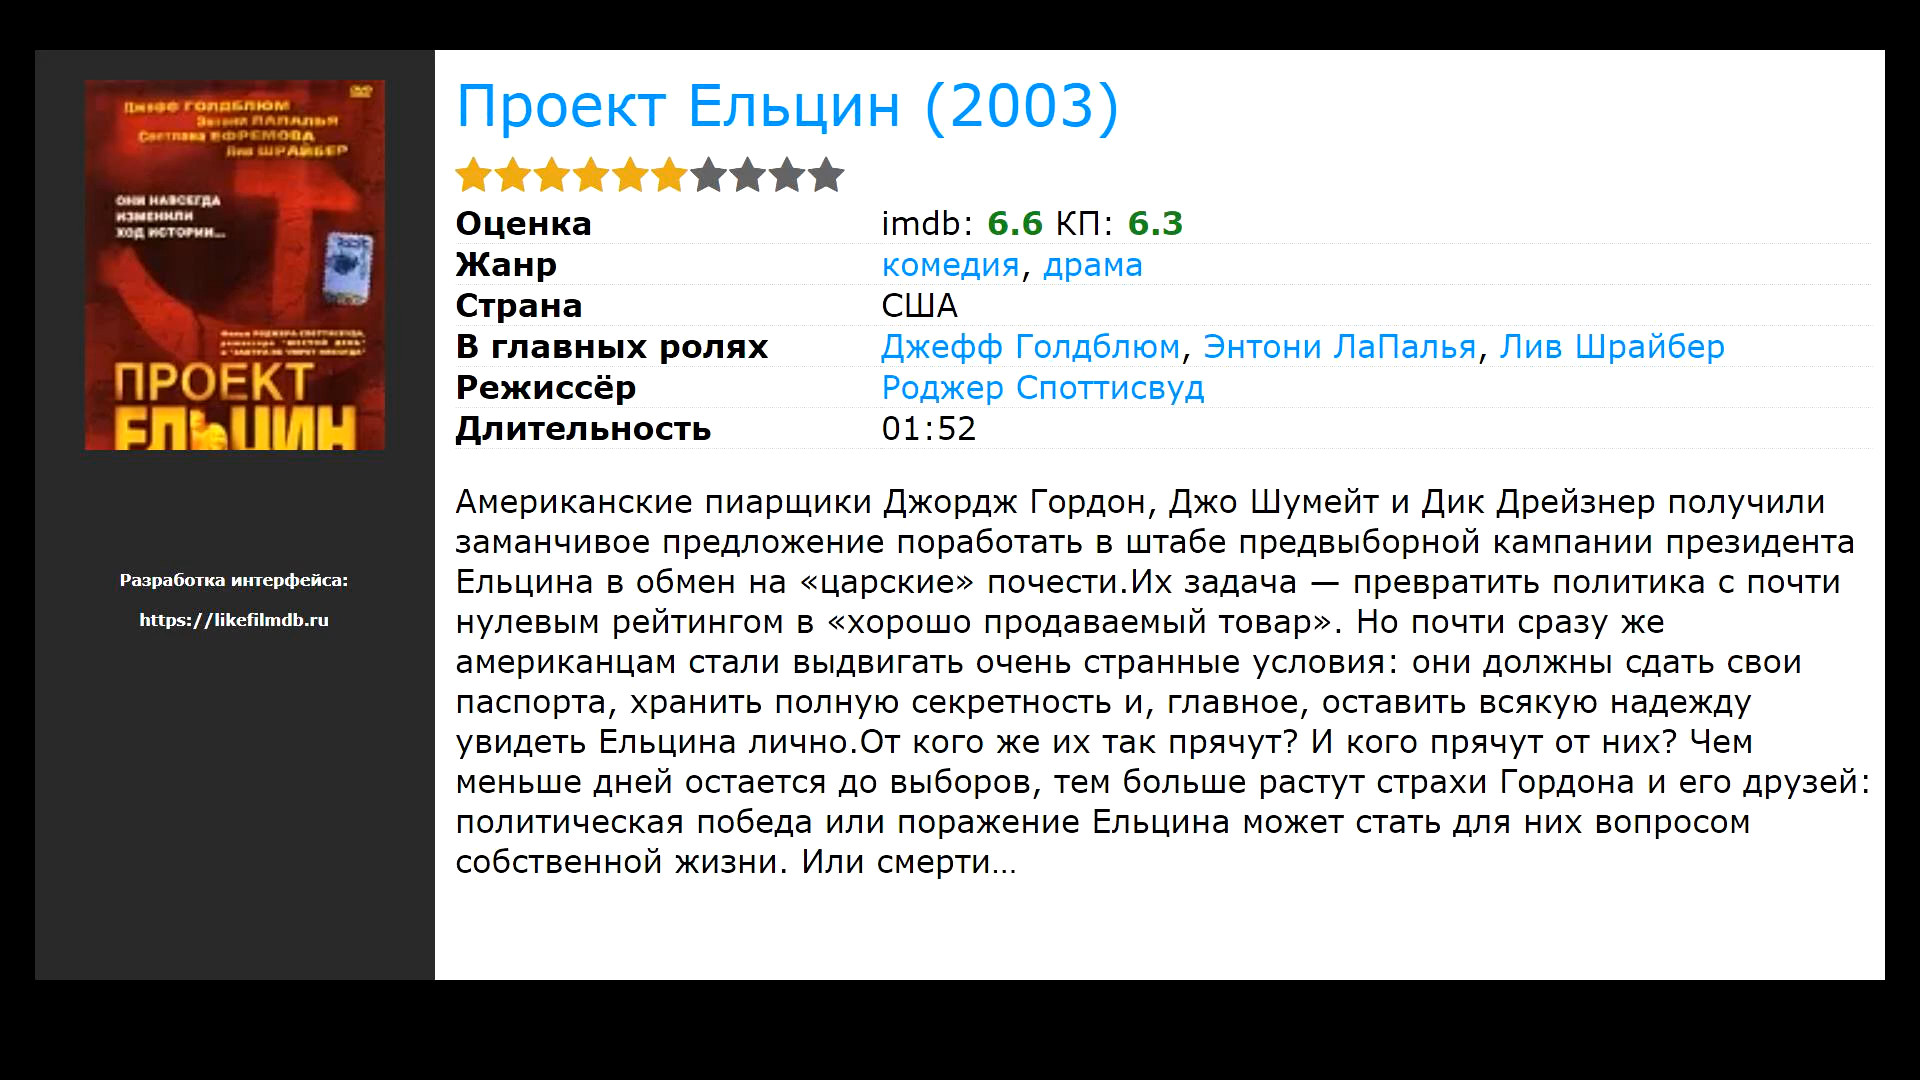 Джефф ГОЛДБЛЮМ
Энтони ЛАПАЛЬЯ
Светлана ЕФРЕМОВА
Лив ШРАЙБЕР
ОНИ НАВСЕГДА
ИЗМЕНИЛИ
ХОД ИСТОРИИ...
ПРОЕКТ
ЕЛЬЦИН
Разработка интерфейса:
https://likefilmdb.ru
Проект Ельцин (2003)
Оценка imdb: 6.6 КП: 6.3
Жанр комедия, драма
Страна США
В главных ролях Джефф Голдблюм, Энтони ЛаПалья, Лив Шрайбер
Режиссёр Роджер Споттисвуд
Длительность 01:52
Американские пиарщики Джордж Гордон, Джо Шумейт и Дик Дрейзнер получили
заманчивое предложение поработать в штабе предвыборной кампании президента
Ельцина в обмен на «царские» почести.Их задача — превратить политика с почти
нулевым рейтингом в «хорошо продаваемый товар». Но почти сразу же
американцам стали выдвигать очень странные условия: они должны сдать свои
паспорта, хранить полную секретность и, главное, оставить всякую надежду
увидеть Ельцина лично.От кого же их так прячут? И кого прячут от них? Чем
меньше дней остается до выборов, тем больше растут страхи Гордона и его друзей:
политическая победа или поражение Ельцина может стать для них вопросом
собственной жизни. Или смерти…